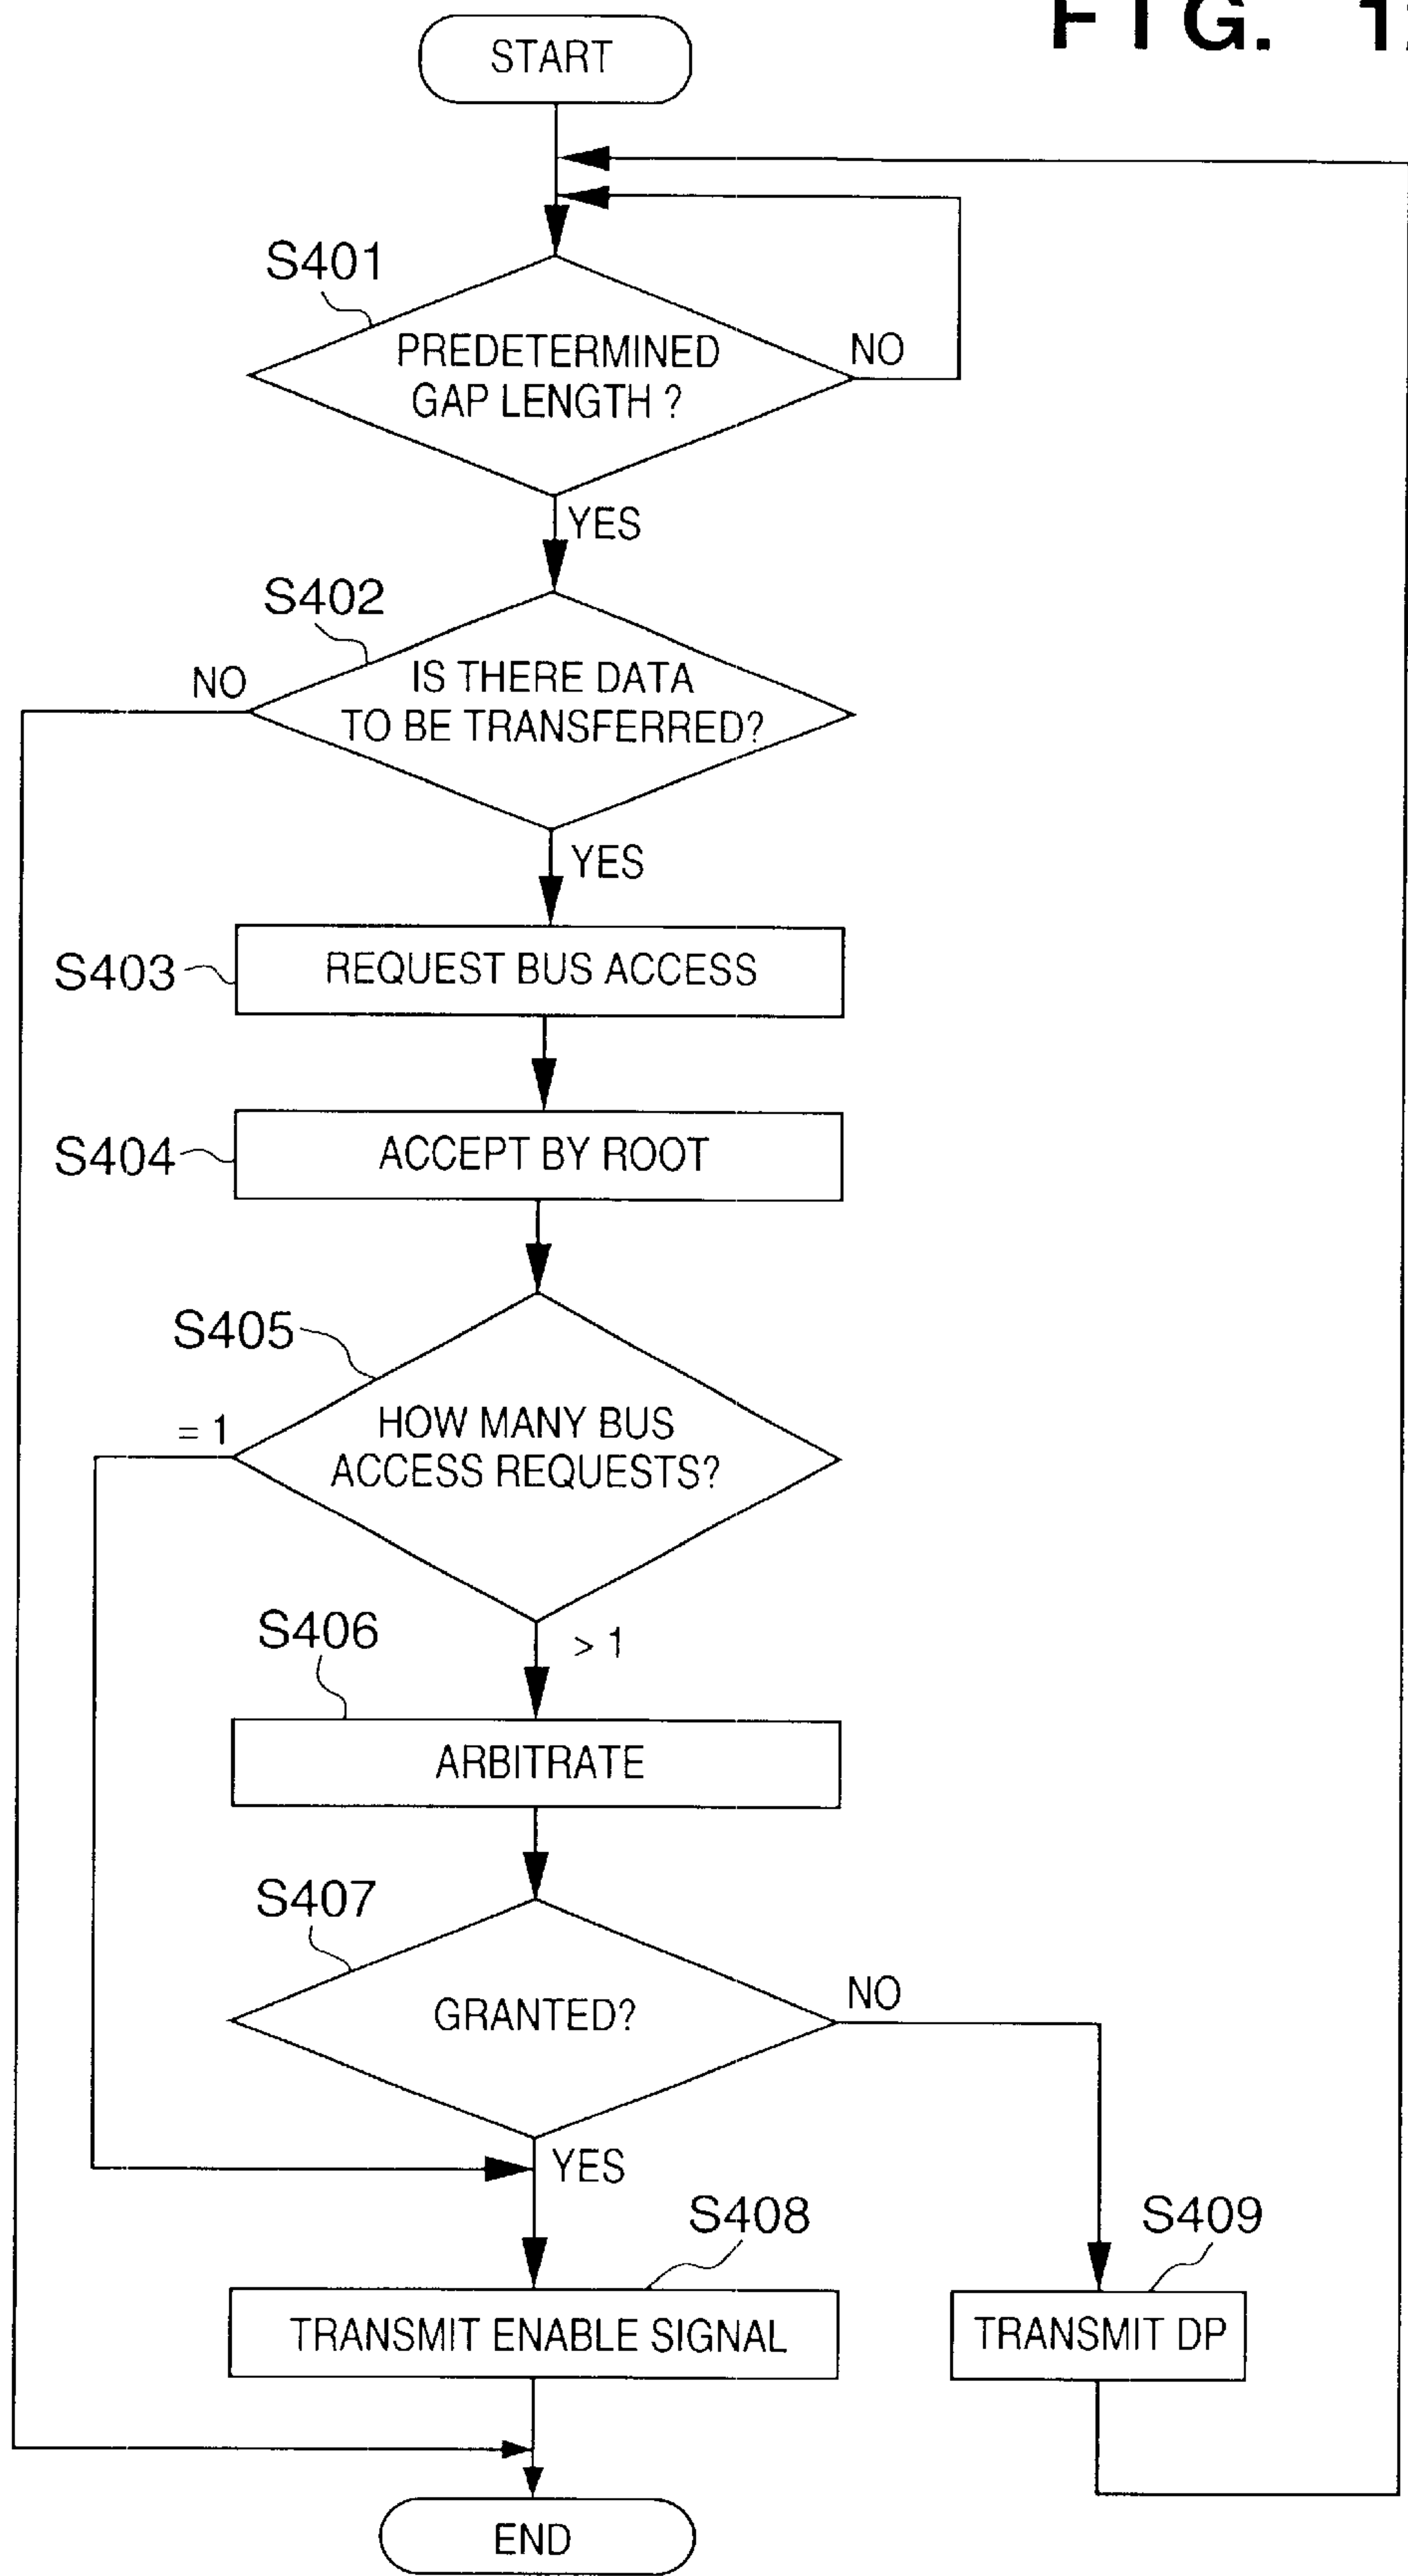 FIG. 1
START
S401
PREDETERMINED
GAP LENGTH ?
NO
YES
S402
NO
IS THERE DATA
TO BE TRANSFERRED?
YES
S403
REQUEST BUS ACCESS
S404
ACCEPT BY ROOT
S405
= 1
HOW MANY BUS
ACCESS REQUESTS?
> 1
S406
ARBITRATE
S407
GRANTED?
NO
YES
S408
S409
TRANSMIT ENABLE SIGNAL
TRANSMIT DP
END